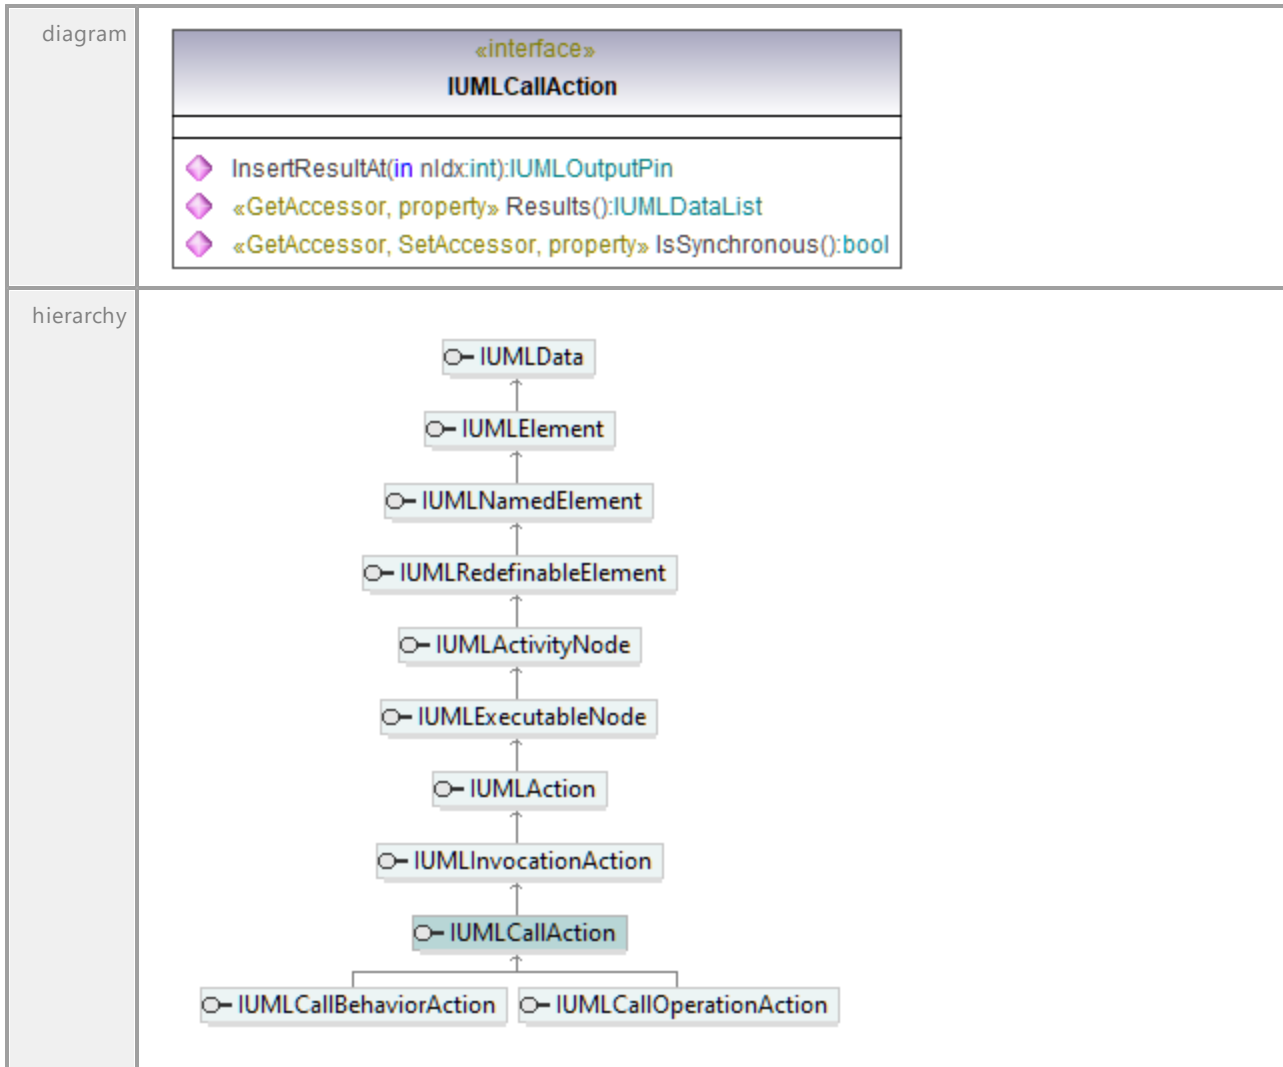 diagram
«interface»
IUMLCallAction
InsertResultAt(in nIdx:int):IUMLOutputPin
«GetAccessor, property» Results():IUMLDataList
«GetAccessor, SetAccessor, property» IsSynchronous():bool
hierarchy
IUMLData
IUMLElement
IUMLNamedElement
IUMLRedefinableElement
IUMLActivityNode
IUMLExecutableNode
IUMLAction
IUMLInvocationAction
IUMLCallAction
IUMLCallBehaviorAction IUMLCallOperationAction